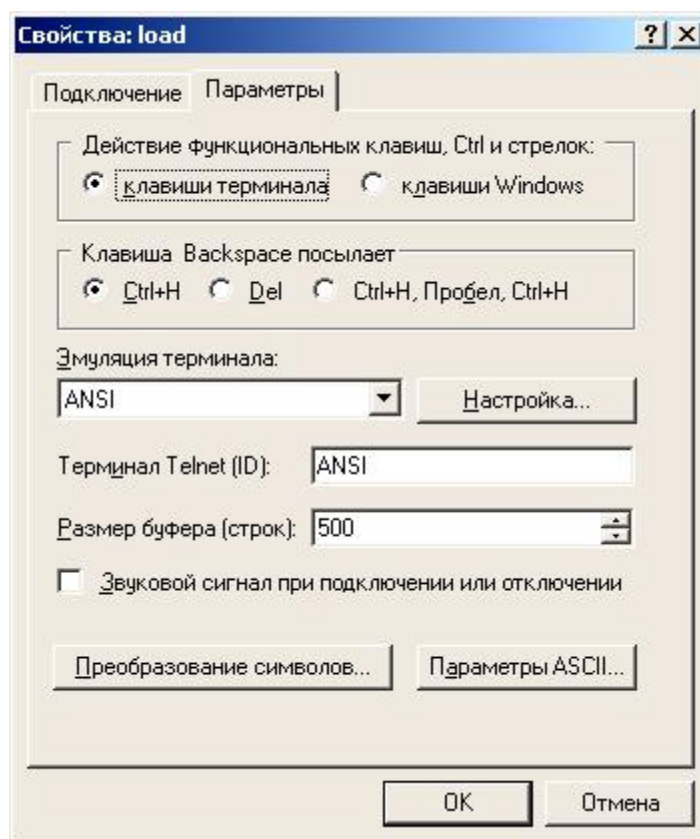 Свойства: load
Подключение Параметры
Действие функциональных клавиш, Ctrl и стрелок:
клавиши терминала клавиши Windows
Клавиша Backspace посылает
Ctrl+H Del Ctrl+H, Пробел, Ctrl+H
Эмуляция терминала:
ANSI Настройка...
Терминал Telnet (ID): ANSI
Размер буфера (строк): 500
Звуковой сигнал при подключении или отключении
Преобразование символов... Параметры ASCII...
OK Отмена